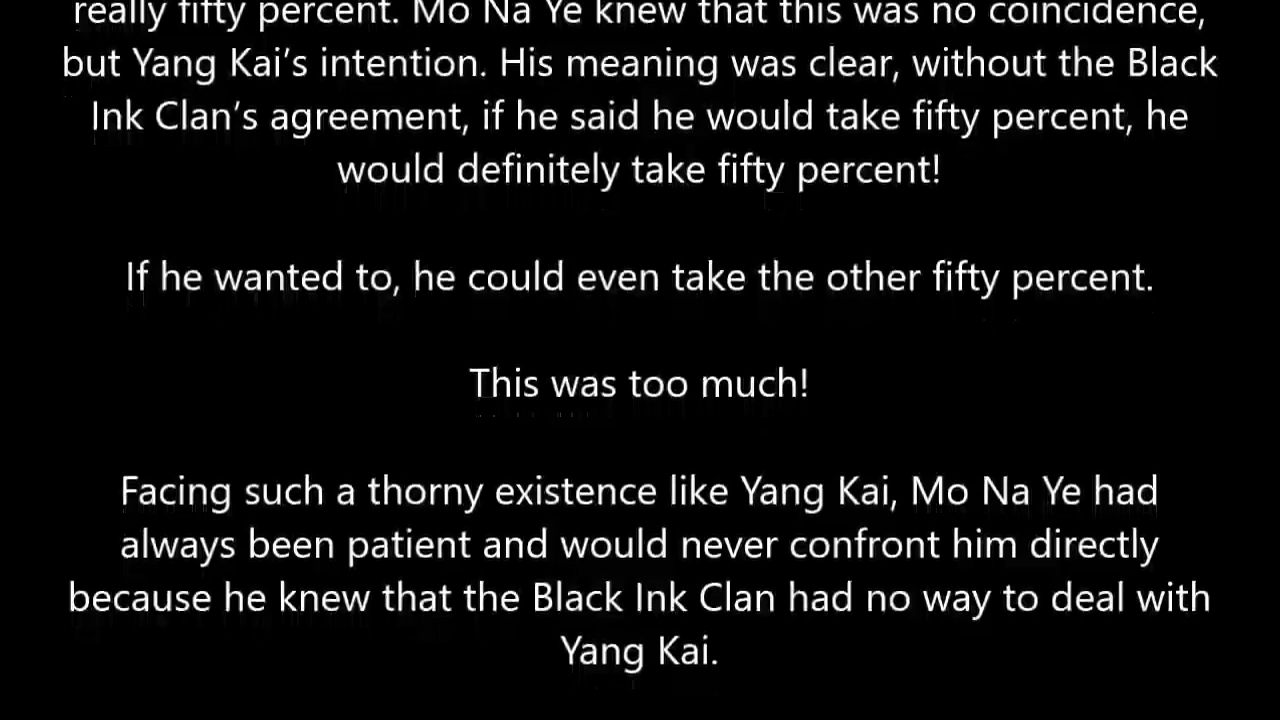 really fifty percent. Mo Na Ye knew that this was no coincidence,
but Yang Kai’s intention. His meaning was clear, without the Black
Ink Clan’s agreement, if he said he would take fifty percent, he
would definitely take fifty percent!
If he wanted to, he could even take the other fifty percent.
This was too much!
Facing such a thorny existence like Yang Kai, Mo Na Ye had
always been patient and would never confront him directly
because he knew that the Black Ink Clan had no way to deal with
Yang Kai.